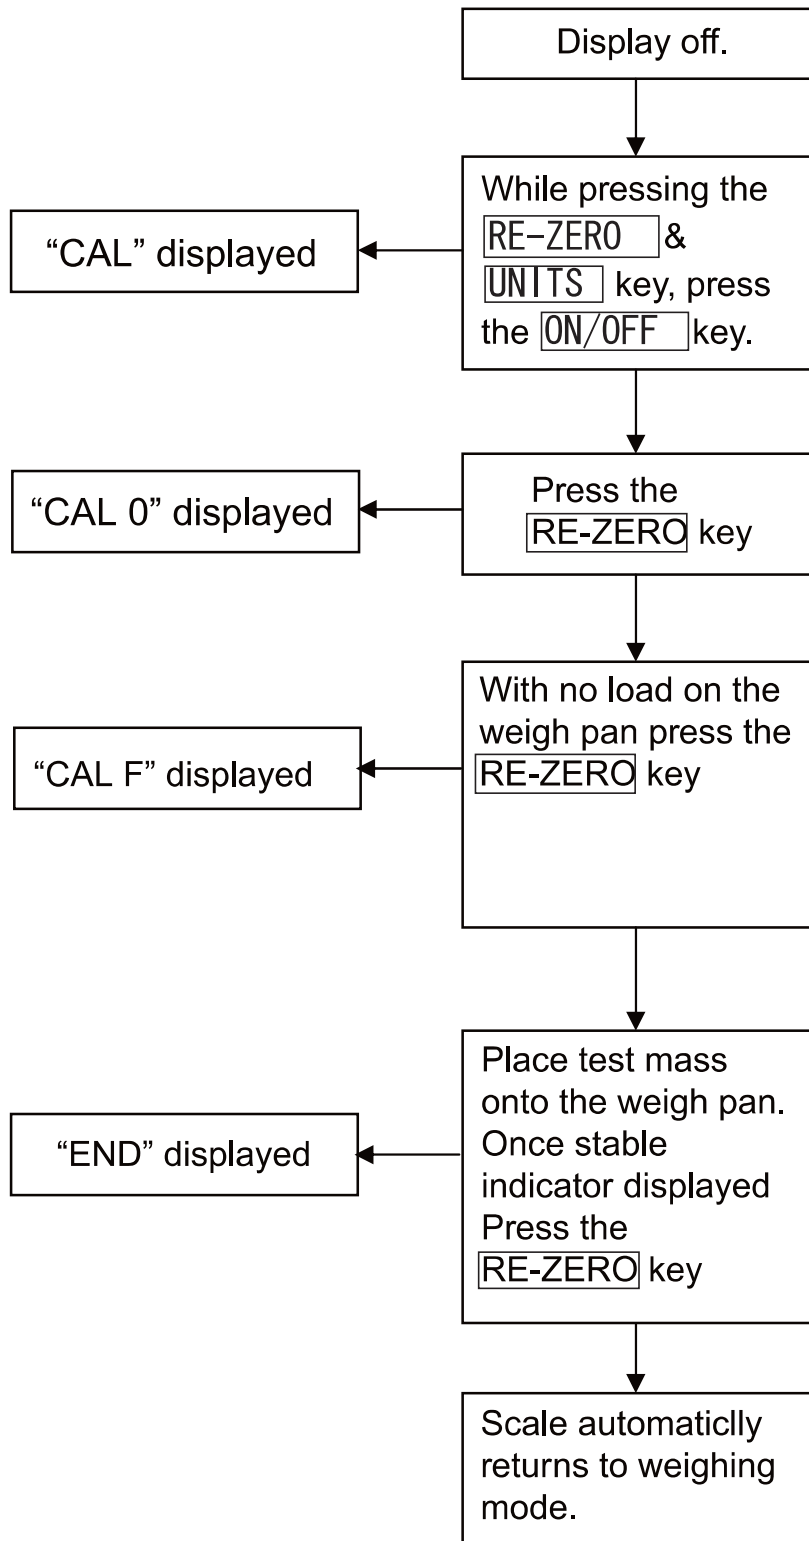 Display off.
While pressing the
RE-ZERO &
UNITS key, press
the ON/OFF key.
“CAL” displayed
Press the
RE-ZERO key
“CAL 0” displayed
With no load on the
weigh pan press the
RE-ZERO key
“CAL F” displayed
Place test mass
onto the weigh pan.
Once stable
indicator displayed
Press the
RE-ZERO key
“END” displayed
Scale automaticlly
returns to weighing
mode.